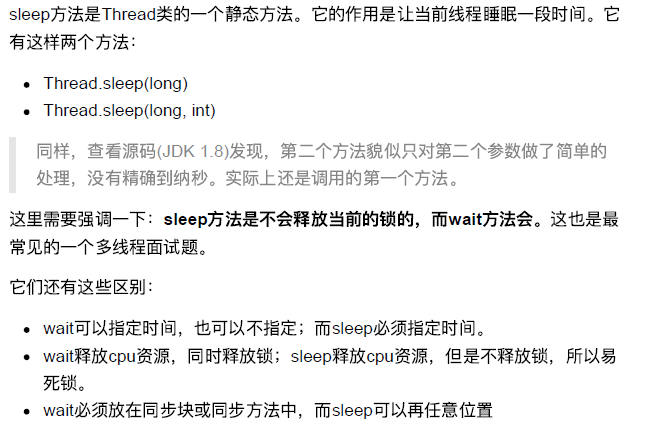 sleep方法是Thread类的一个静态方法。它的作用是让当前线程睡眠一段时间。它
有这样两个方法：
Thread.sleep(long)
Thread.sleep(long, int)
同样，查看源码(JDK 1.8)发现，第二个方法貌似只对第二个参数做了简单的
处理，没有精确到纳秒。实际上还是调用的第一个方法。
这里需要强调一下：sleep方法是不会释放当前的锁的，而wait方法会。这也是最
常见的一个多线程面试题。
它们还有这些区别：
wait可以指定时间，也可以不指定；而sleep必须指定时间。
wait释放cpu资源，同时释放锁；sleep释放cpu资源，但是不释放锁，所以易
死锁。
wait必须放在同步块或同步方法中，而sleep可以再任意位置